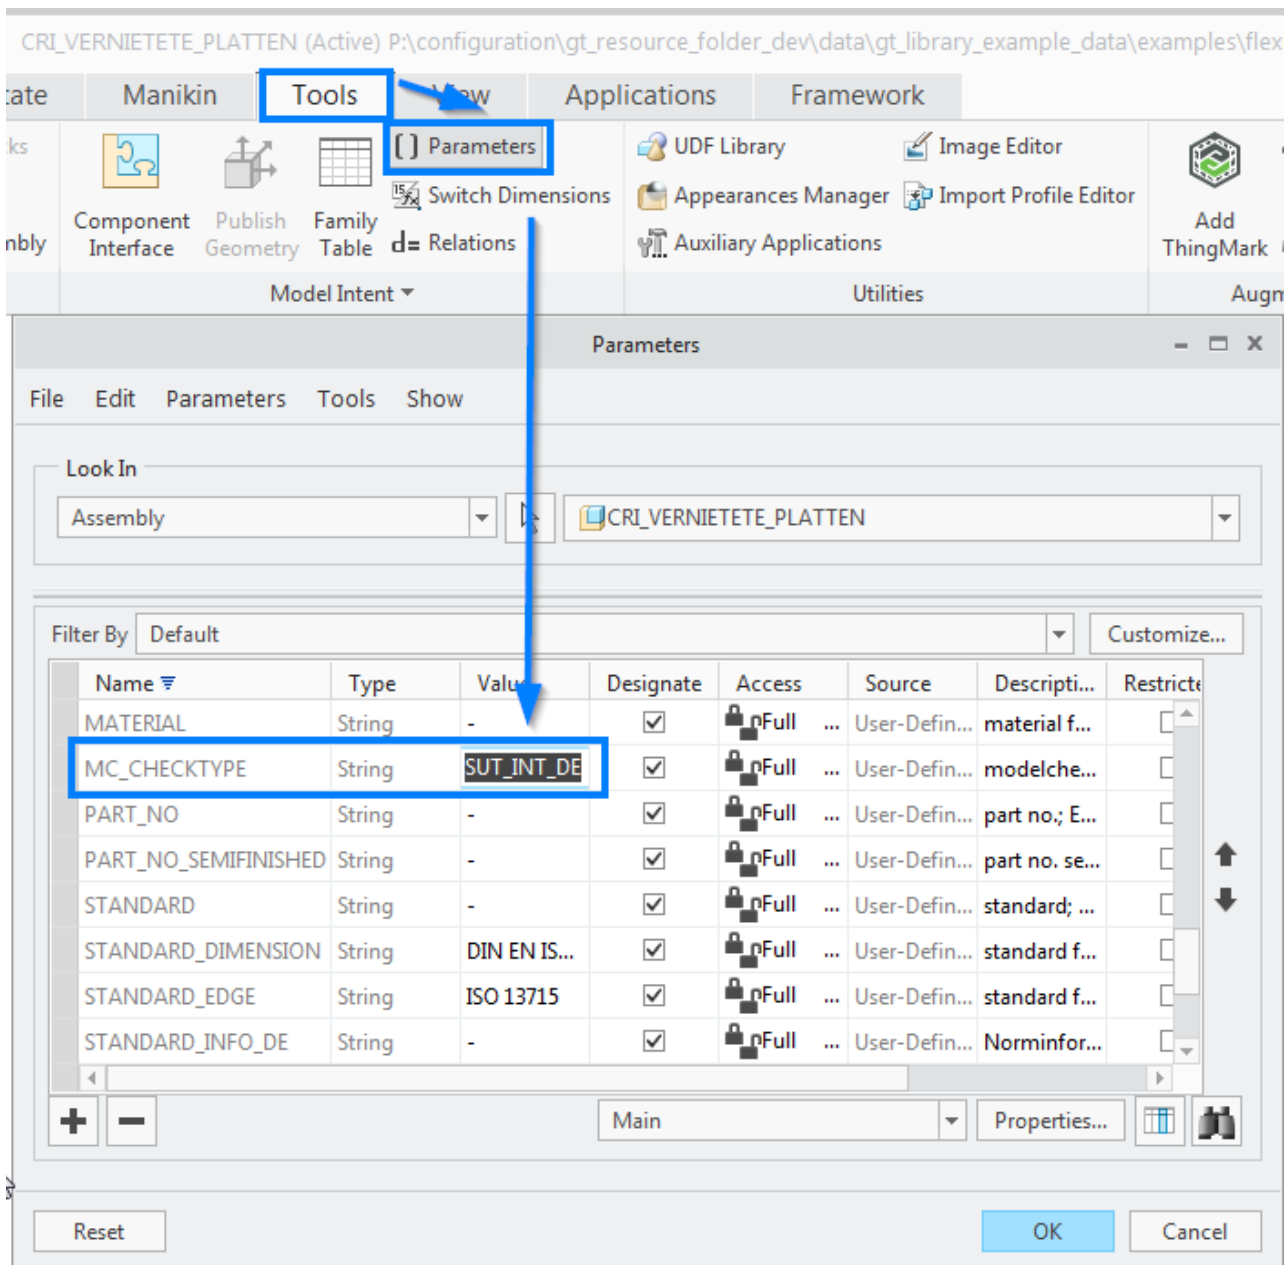 CRI_VERNIETETE_PLATTEN (Active) P:\configuration\gt_resource_folder_dev\data\gt_library_example_data\examples\flex
Manikin Tools View Applications Framework
[ ] Parameters UDF Library Image Editor
Switch Dimensions Appearances Manager Import Profile Editor
Component Interface Publish Geometry Family Table d= Relations Auxiliary Applications Add ThingMark
Model Intent Utilities
Parameters
File Edit Parameters Tools Show
Look In
Assembly CRI_VERNIETETE_PLATTEN
Filter By Default Customize...
Name Type Value Designate Access Source Descripti... Restricte
MATERIAL String - Full ... User-Defin... material f...
MC_CHECKTYPE String SUT_INT_DE Full ... User-Defin... modelche...
PART_NO String - Full ... User-Defin... part no.; E...
PART_NO_SEMIFINISHED String - Full ... User-Defin... part no. se...
STANDARD String - Full ... User-Defin... standard; ...
STANDARD_DIMENSION String DIN EN IS... Full ... User-Defin... standard f...
STANDARD_EDGE String ISO 13715 Full ... User-Defin... standard f...
STANDARD_INFO_DE String - Full ... User-Defin... Norminfor...
Main Properties...
Reset OK Cancel